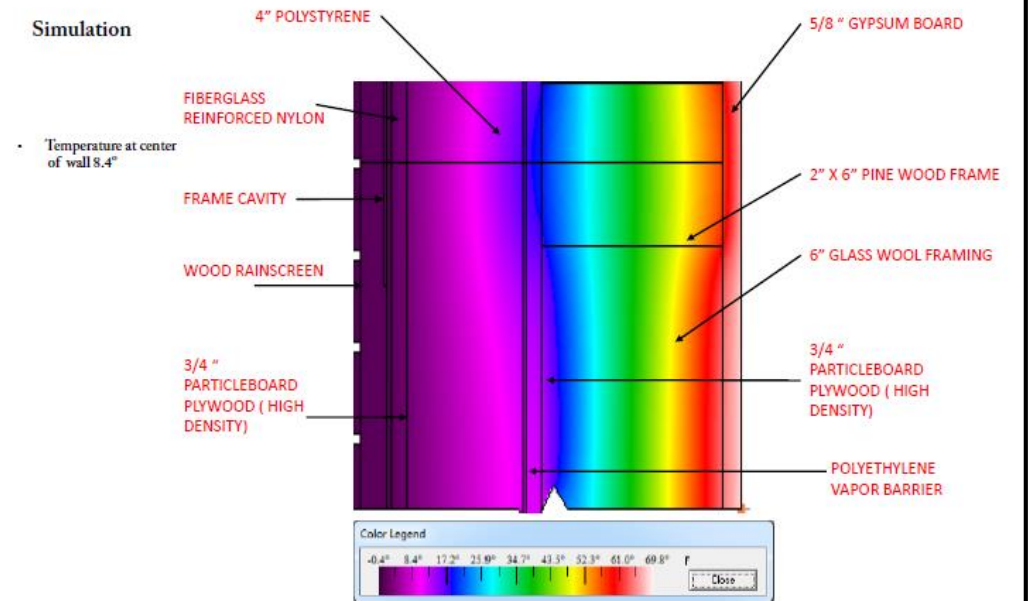 Simulation
• Temperature at center
of wall 8.4°
4” POLYSTYRENE
FIBERGLASS
REINFORCED NYLON
FRAME CAVITY
WOOD RAINSCREEN
3/4 “
PARTICLEBOARD
PLYWOOD ( HIGH
DENSITY)
5/8 “ GYPSUM BOARD
2” X 6” PINE WOOD FRAME
6” GLASS WOOL FRAMING
3/4 “
PARTICLEBOARD
PLYWOOD ( HIGH
DENSITY)
POLYETHYLENE
VAPOR BARRIER
Color Legend
-0.4° 8.4° 17.2° 25.9° 34.7° 43.5° 52.3° 61.0° 69.8° F
Close